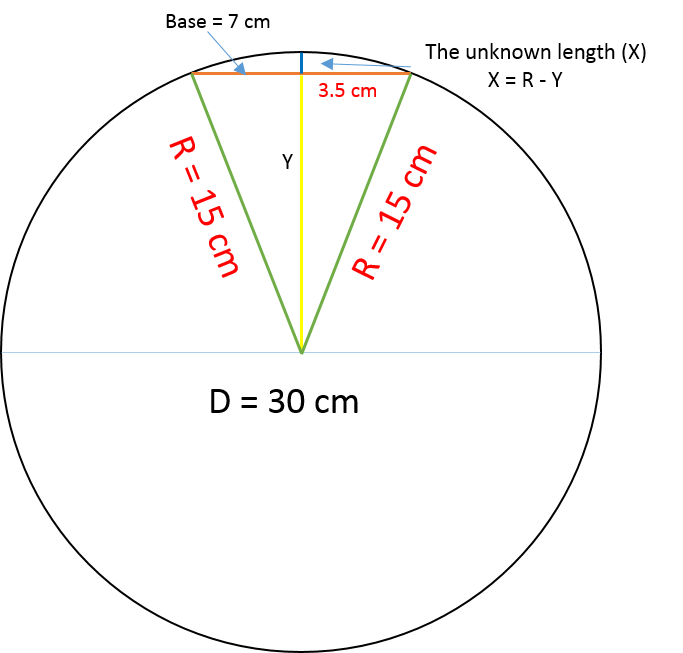 Base = 7 cm
The unknown length (X)
X = R - Y
3.5 cm
Y
R = 15 cm
R = 15 cm
D = 30 cm